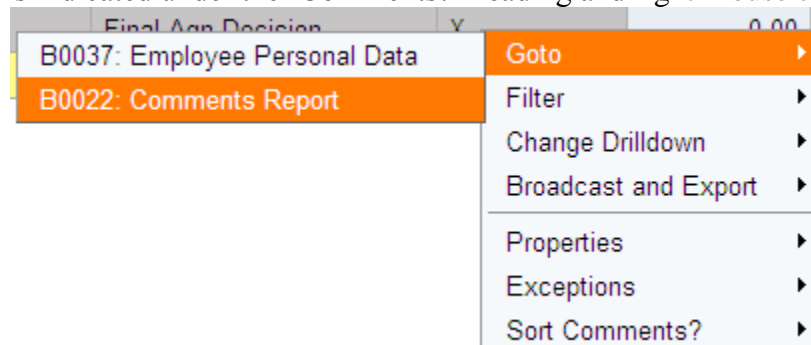 Final Agn Decision X 0.00
B0037: Employee Personal Data Goto
B0022: Comments Report Filter
Change Drilldown
Broadcast and Export
Properties
Exceptions
Sort Comments?